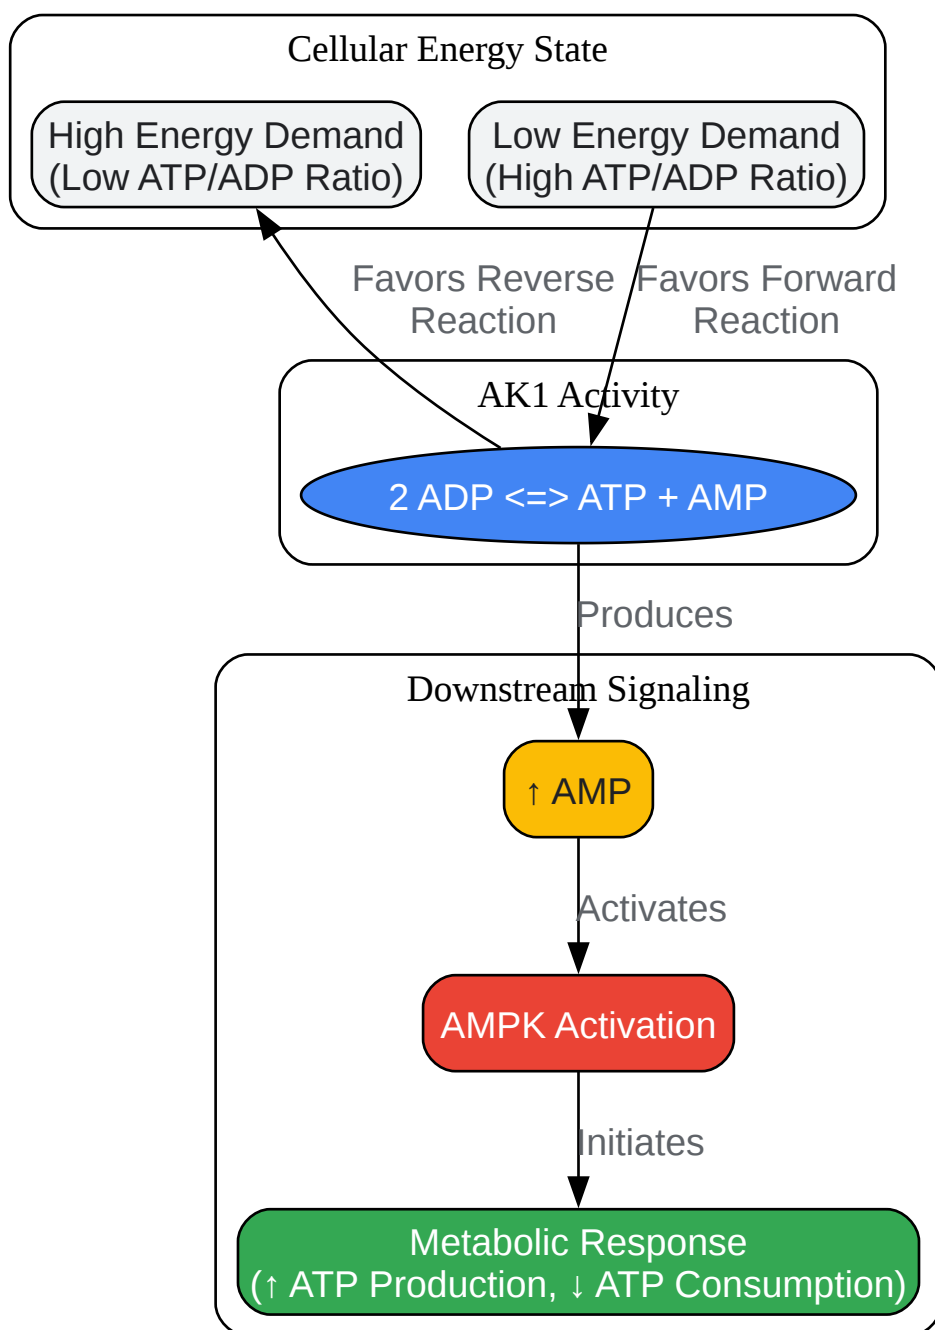 Cellular Energy State
High Energy Demand
(Low ATP/ADP Ratio)
Low Energy Demand
(High ATP/ADP Ratio)
Favors Reverse
Reaction
Favors Forward
Reaction
AK1 Activity
2 ADP <=> ATP + AMP
Produces
Downstream Signaling
↑ AMP
Activates
AMPK Activation
Initiates
Metabolic Response
(↑ ATP Production, ↓ ATP Consumption)